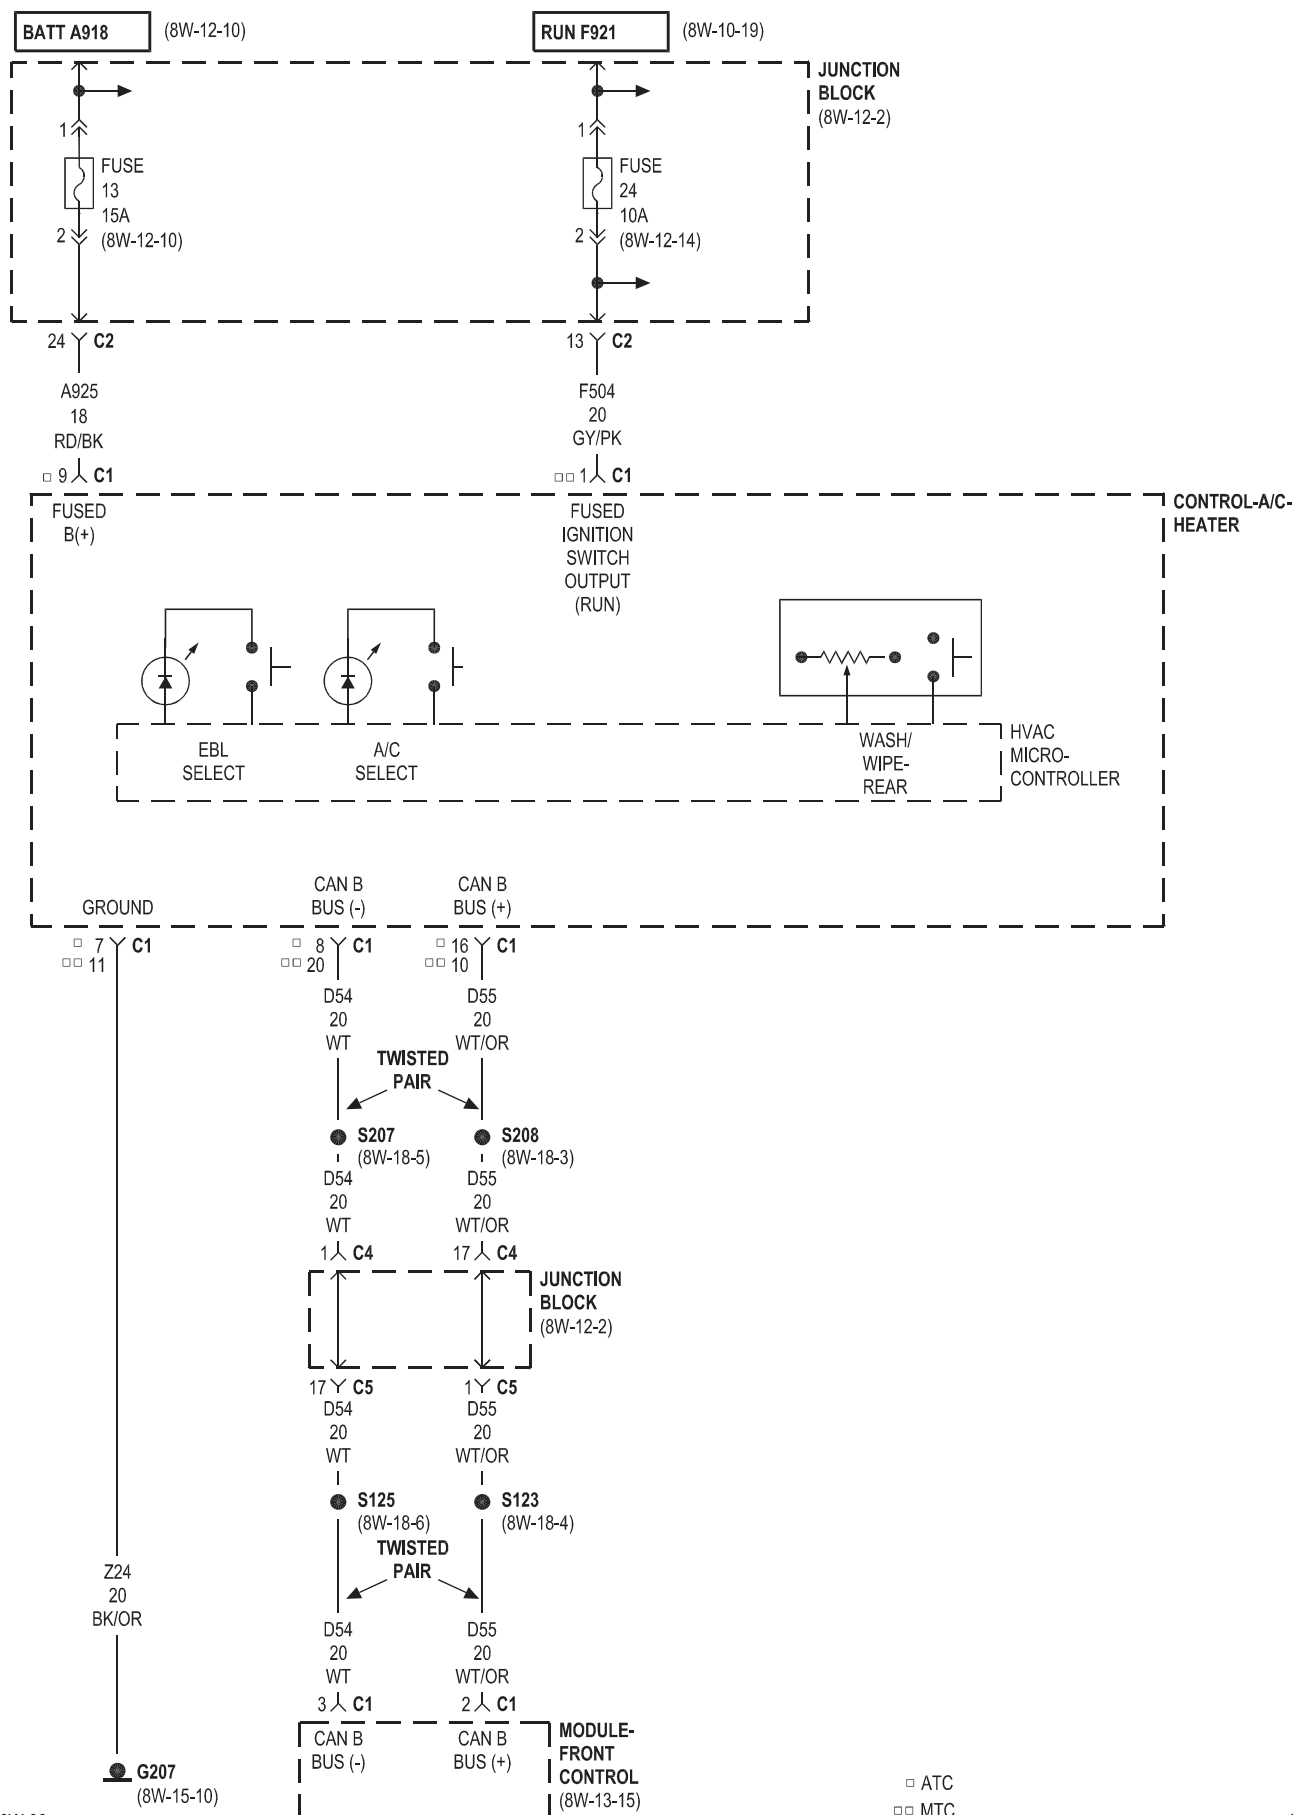 BATT A918 (8W-12-10)
RUN F921 (8W-10-19)
JUNCTION
BLOCK
(8W-12-2)
1
FUSE
13
15A
2
(8W-12-10)
1
FUSE
24
10A
2
(8W-12-14)
24 C2
13 C2
A925
18
RD/BK
F504
20
GY/PK
9 C1
1 C1
CONTROL-A/C-
HEATER
FUSED
B(+)
FUSED
IGNITION
SWITCH
OUTPUT
(RUN)
EBL
SELECT
A/C
SELECT
WASH/
WIPE-
REAR
HVAC
MICRO-
CONTROLLER
GROUND
CAN B
BUS (-)
CAN B
BUS (+)
7 C1
11
8 C1
20
16 C1
10
D54
20
WT
D55
20
WT/OR
TWISTED
PAIR
S207
(8W-18-5)
S208
(8W-18-3)
D54
20
WT
D55
20
WT/OR
1 C4
17 C4
JUNCTION
BLOCK
(8W-12-2)
17 C5
1 C5
D54
20
WT
D55
20
WT/OR
S125
(8W-18-6)
S123
(8W-18-4)
TWISTED
PAIR
Z24
20
BK/OR
D54
20
WT
D55
20
WT/OR
3 C1
2 C1
CAN B
BUS (-)
CAN B
BUS (+)
MODULE-
FRONT
CONTROL
(8W-13-15)
G207
(8W-15-10)
ATC
MTC